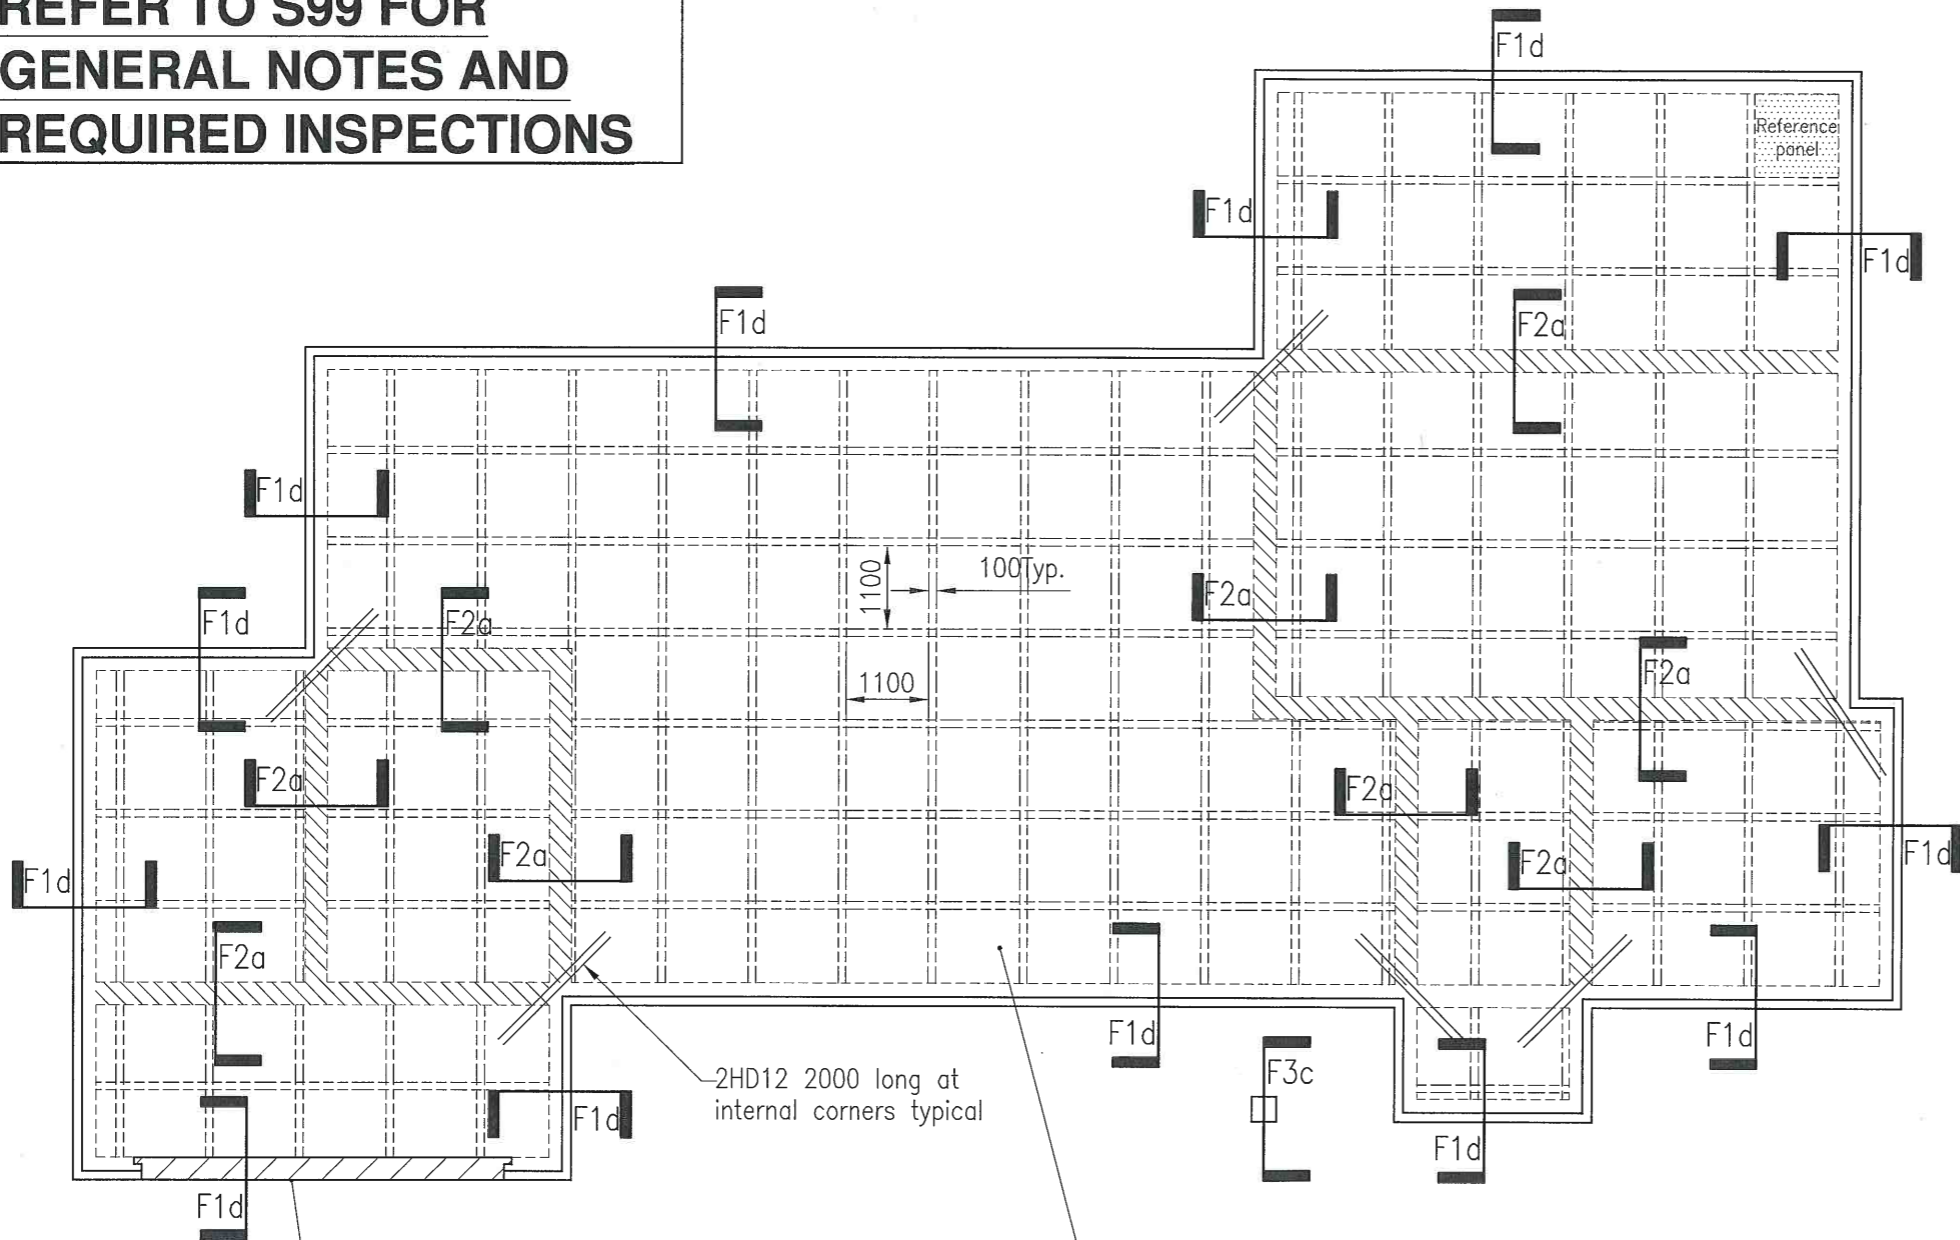 REFER TO S99 FOR
GENERAL NOTES AND
REQUIRED INSPECTIONS
F1d
Reference
panel
F1d
F1d
F1d
F2a
F1d
1100
100Typ.
F2a
F1d
F2a
F2a
1100
F2a
F2a
F2a
F2a
F1d
F1d
F2a
F1d
F1d
2HD12 2000 long at
internal corners typical
F3c
F1d
F1d
F1d